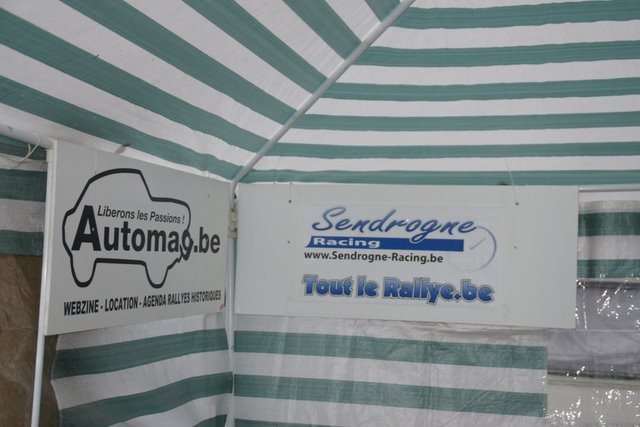 Liberons les Passions !
Automag.be
WEBZINE - LOCATION - AGENDA RALLYES HISTORIQUES
Sendrogne
Racing
www.Sendrogne-Racing.be
Tout le Rallye.be